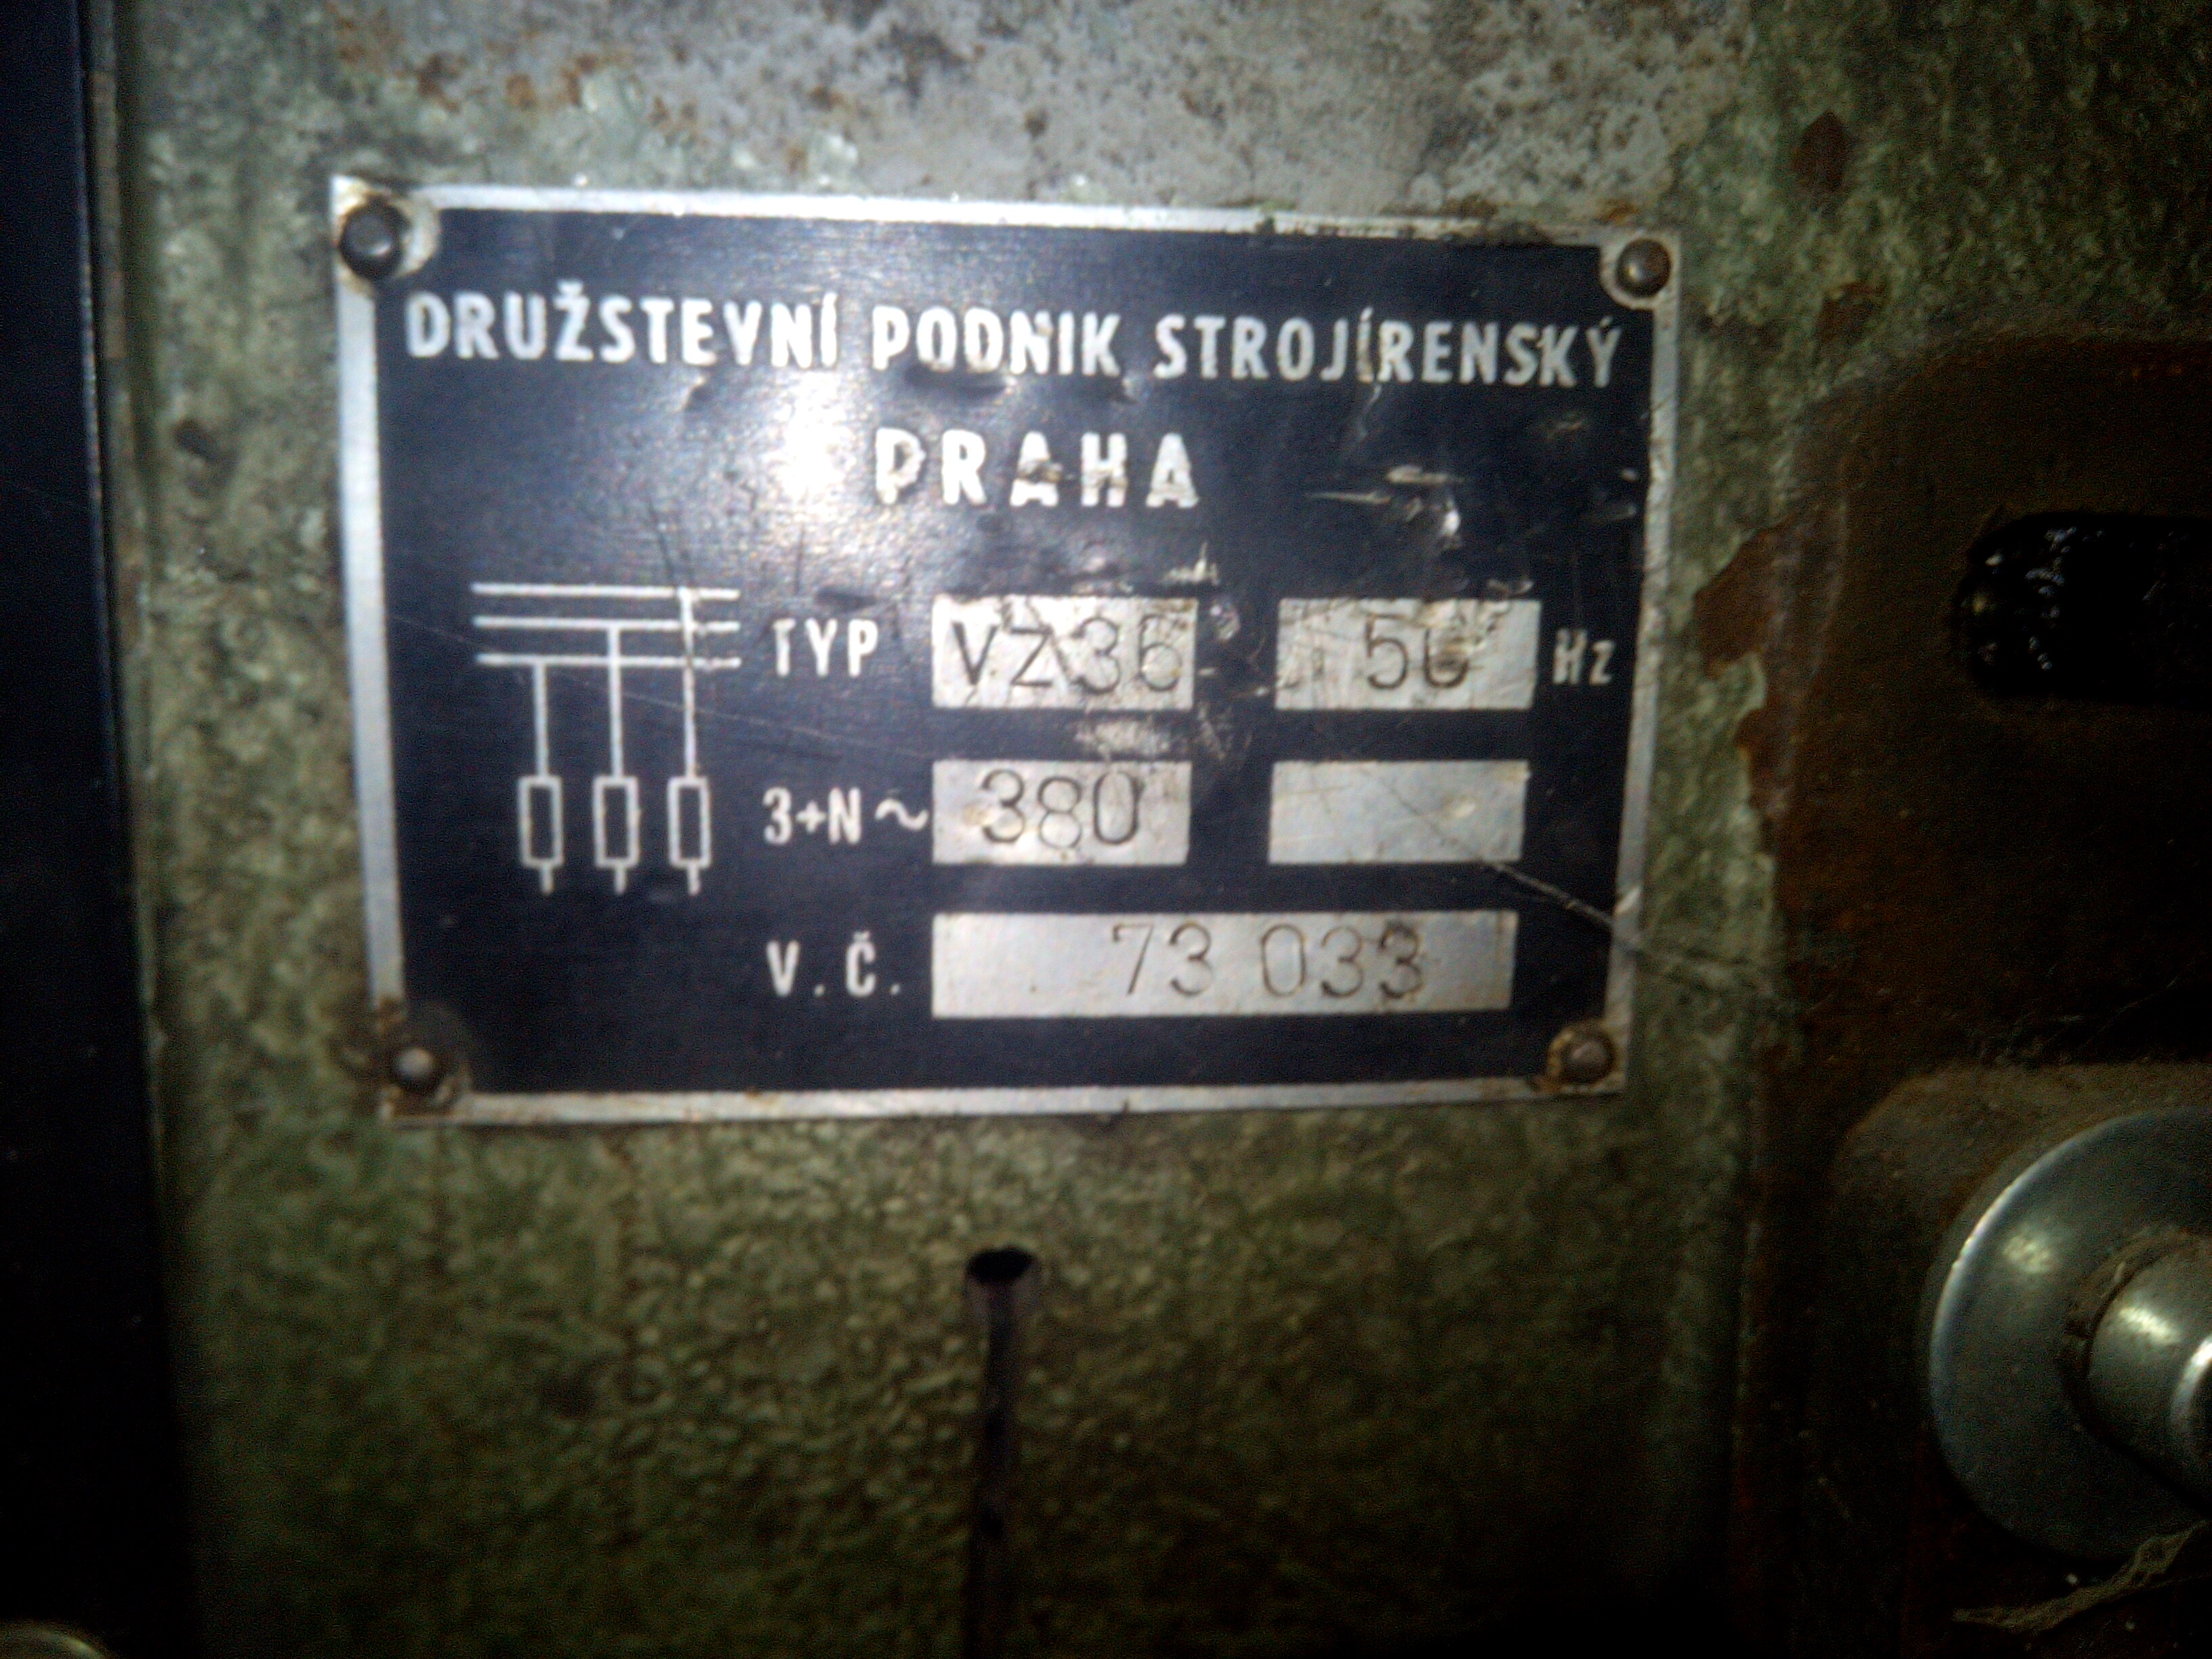 DRUŽSTEVNÍ PODNIK STROJÍRENSKÝ
PRAHA
TYP VZ36 50 Hz
3+N~ 380
V.Č. 73 033